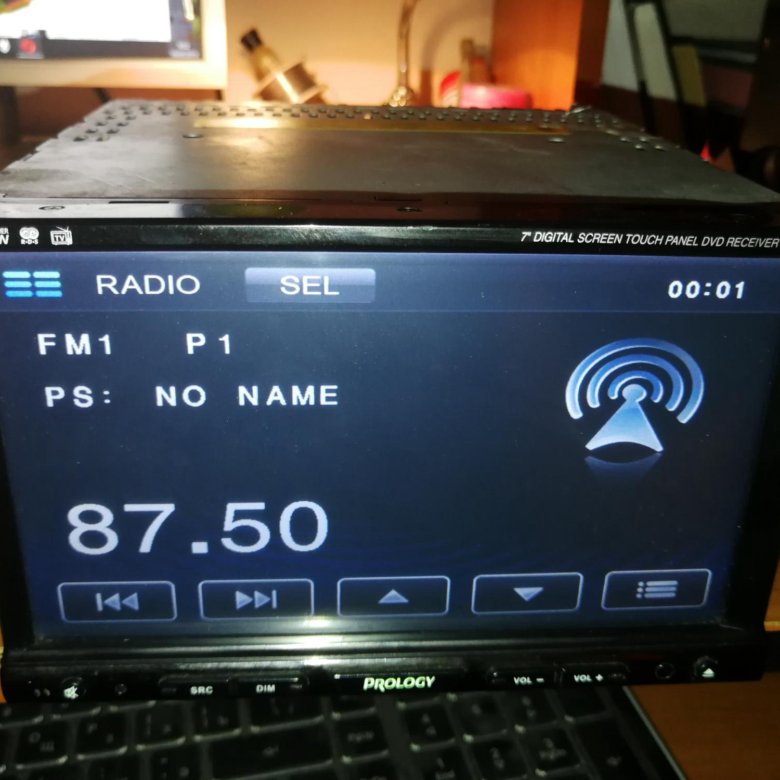 TV
7" DIGITAL SCREEN TOUCH PANEL DVD RECEIVER
RADIO SEL 00:01
FM1 P1
PS: NO NAME
87.50
SRC DIM PROLOGY VOL - VOL +